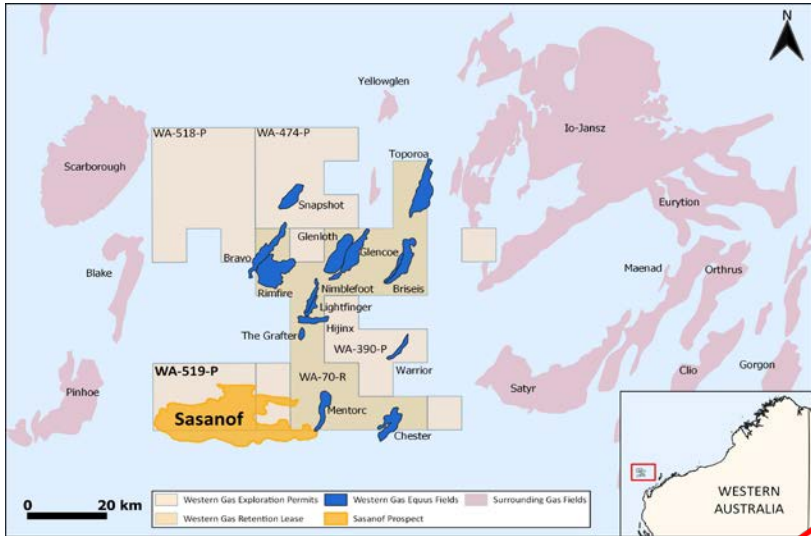 N
Yellowglen
WA-518-P
WA-474-P
Io-Jansz
Toporoa
Scarborough
Snapshot
Eurytion
Glenloth
Bravo
Glencoe
Maenad
Orthrus
Blake
Rimfire
Nimblefoot
Briseis
Lightfinger
Hijinx
The Grafter
WA-390-P
WA-519-P
Warrior
WA-70-R
Clio
Gorgon
Pinhoe
Satyr
Sasanof
Mentorc
Chester
0 20 km
Western Gas Exploration Permits
Western Gas Equus Fields
Surrounding Gas Fields
Western Gas Retention Lease
Sasanof Prospect
WESTERN
AUSTRALIA